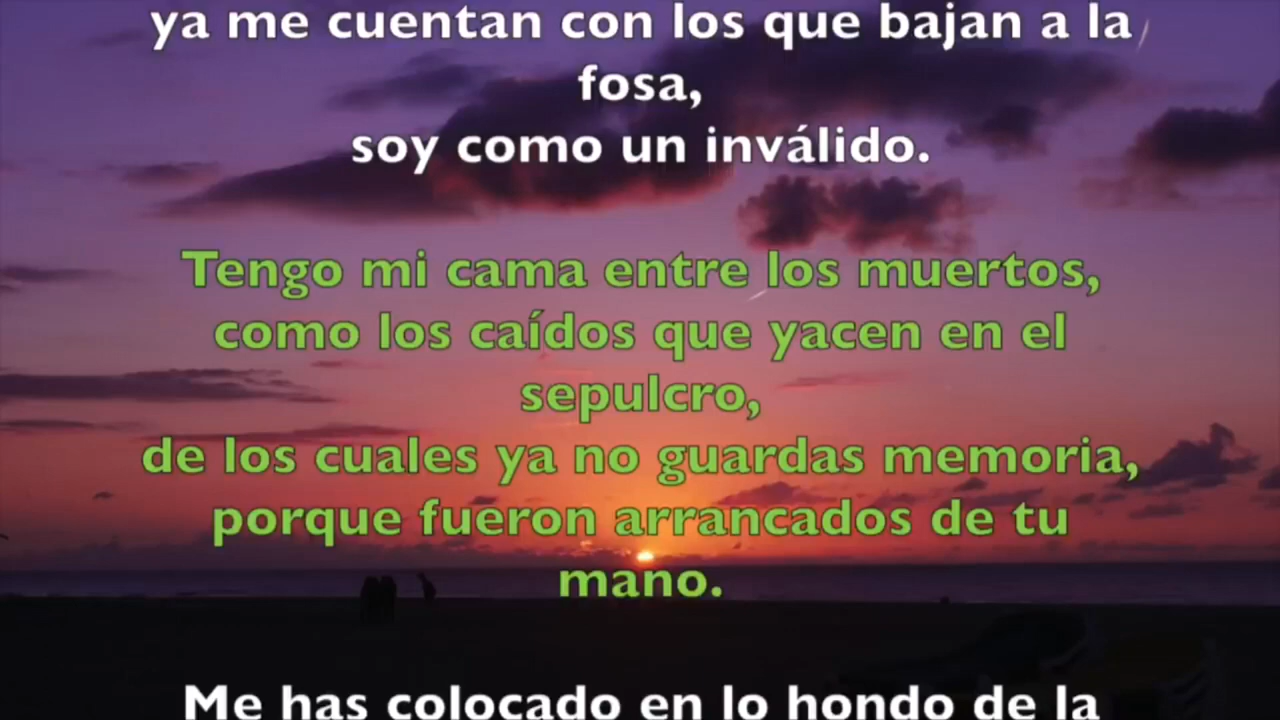 ya me cuentan con los que bajan a la
fosa,
soy como un inválido.
Tengo mi cama entre los muertos,
como los caídos que yacen en el
sepulcro,
de los cuales ya no guardas memoria,
porque fueron arrancados de tu
mano.
Me has colocado en lo hondo de la